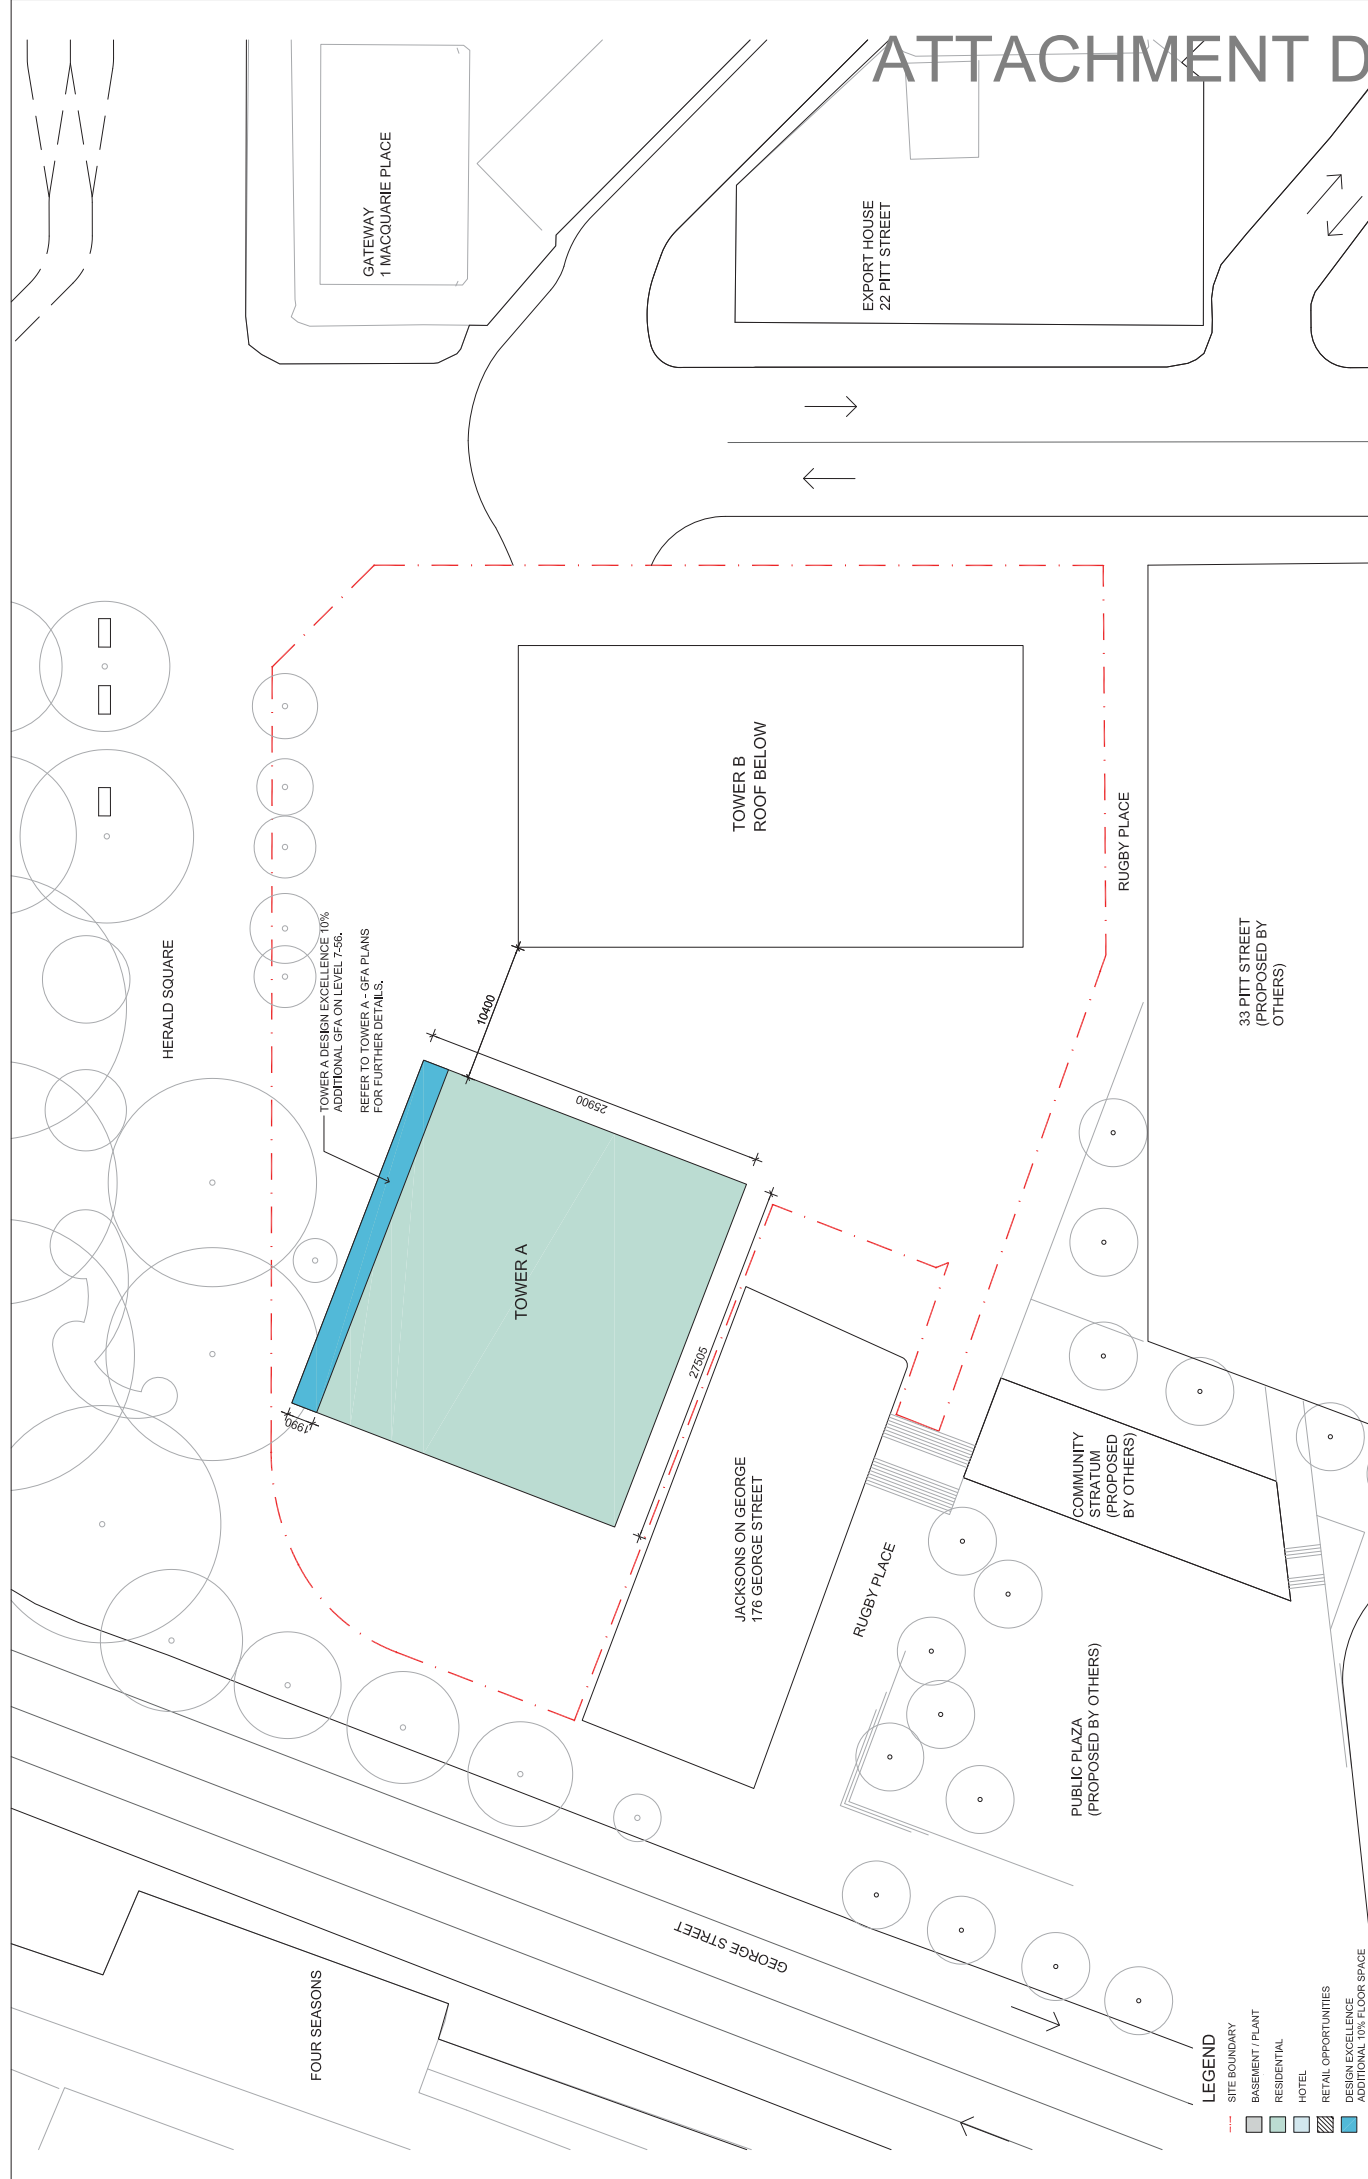 ATTACHMENT D
GATEWAY
1 MACQUARIE PLACE
EXPORT HOUSE
22 PITT STREET
HERALD SQUARE
TOWER A DESIGN EXCELLENCE 10%
ADDITIONAL GFA ON LEVEL 7-56.
REFER TO TOWER A - GFA PLANS
FOR FURTHER DETAILS.
10400
25900
TOWER B
ROOF BELOW
RUGBY PLACE
33 PITT STREET
(PROPOSED BY
OTHERS)
TOWER A
1990
27505
JACKSONS ON GEORGE
176 GEORGE STREET
RUGBY PLACE
COMMUNITY
STRATUM
(PROPOSED
BY OTHERS)
PUBLIC PLAZA
(PROPOSED BY OTHERS)
GEORGE STREET
FOUR SEASONS
LEGEND
SITE BOUNDARY
BASEMENT / PLANT
RESIDENTIAL
HOTEL
RETAIL OPPORTUNITIES
DESIGN EXCELLENCE
ADDITIONAL 10% FLOOR SPACE